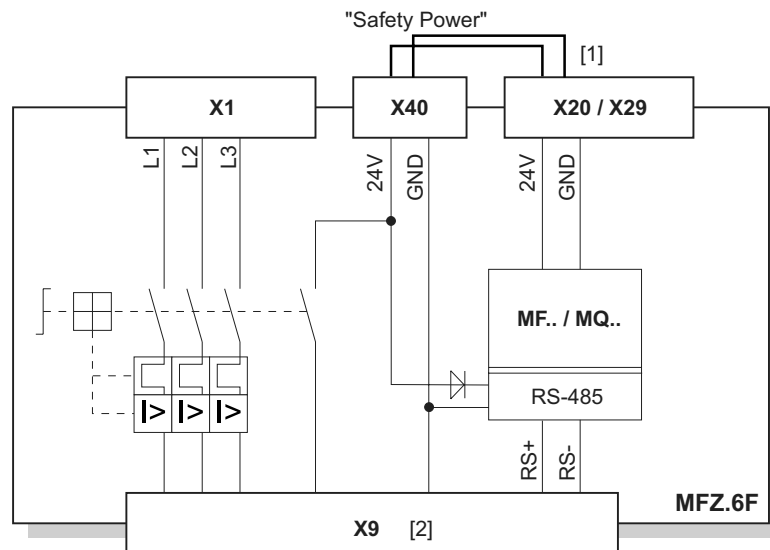 "Safety Power"
[1]
X1
X40
X20 / X29
L1
L2
L3
24V
GND
24V
GND
MF.. / MQ..
RS-485
I>
I>
I>
RS+
RS-
MFZ.6F
X9 [2]